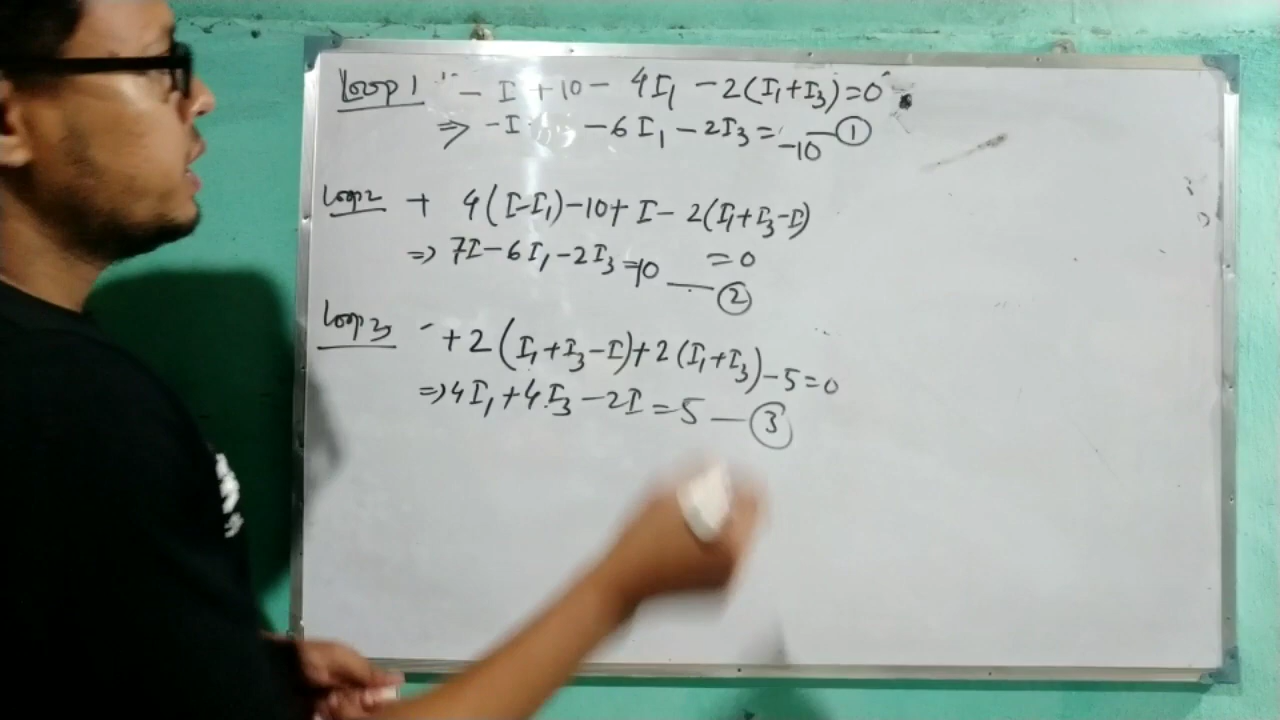 Loop 1 - I + 10 - 4I₁ - 2(I₁+I₃)=0
⇒ -I -6I₁ -2I₃ = -10 — ①
Loop 2 + 4(I-I₁)-10+I-2(I₁+I₃-I)
⇒ 7I-6I₁-2I₃=10 =0
— ②
Loop 3 +2(I₁+I₃-I)+2(I₁+I₃)-5=0
⇒4I₁+4I₃-2I=5 — ③